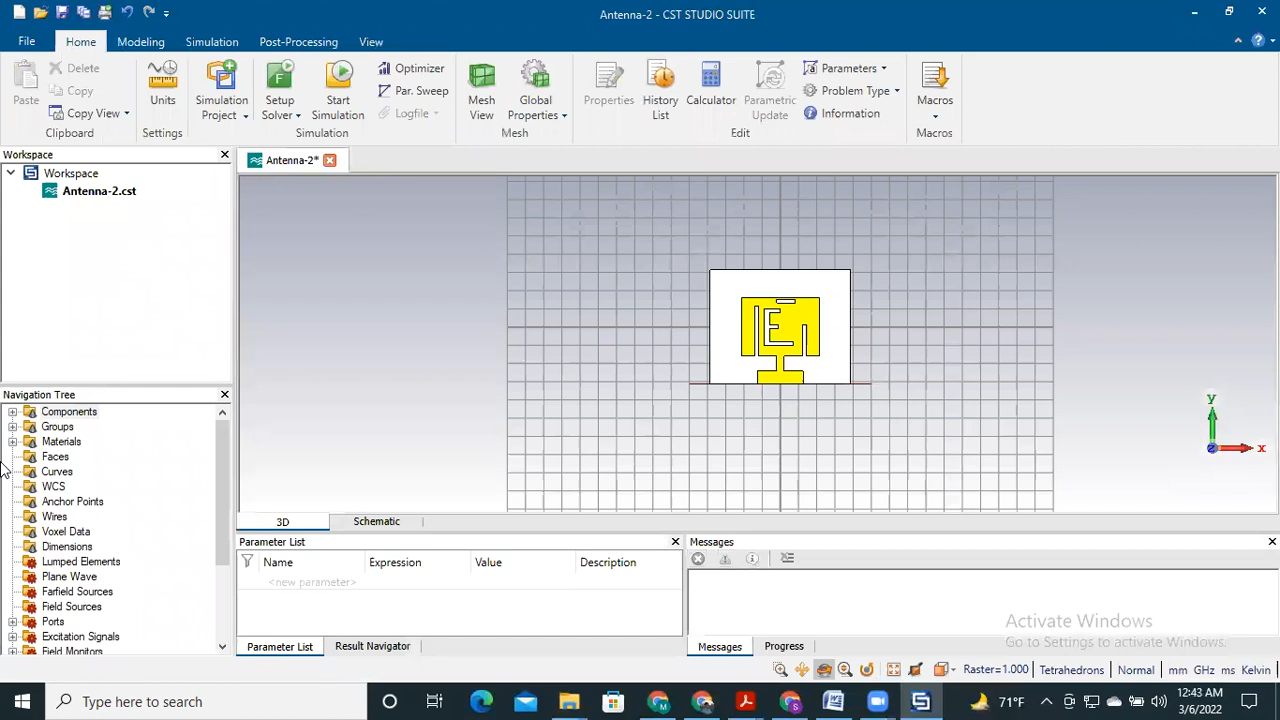 Antenna-2 - CST STUDIO SUITE
File Home Modeling Simulation Post-Processing View
Paste Delete Copy Copy View
Clipboard
Units
Settings
Simulation Project
Setup Solver
Start Simulation
Optimizer
Par. Sweep
Logfile
Simulation
Mesh View
Global Properties
Mesh
Properties
History List
Calculator
Parametric Update
Parameters
Problem Type
Information
Edit
Macros
Macros
Workspace
Workspace
Antenna-2.cst
Antenna-2*
Navigation Tree
Components
Groups
Materials
Faces
Curves
WCS
Anchor Points
Wires
Voxel Data
Dimensions
Lumped Elements
Plane Wave
Farfield Sources
Field Sources
Ports
Excitation Signals
Field Monitors
y
x
z
3D Schematic
Parameter List
Name Expression Value Description
<new parameter>
Parameter List Result Navigator
Messages
Messages Progress
Activate Windows
Go to Settings to activate Windows.
Raster=1.000 Tetrahedrons Normal mm GHz ms Kelvin
Type here to search
71°F
12:43 AM
3/6/2022